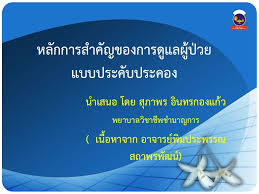 หลักการสำคัญของการดูแลผู้ป่วย
แบบประคับประคอง
นำเสนอ โดย สุภาพร อินทรกองแก้ว
พยาบาลวิชาชีพชำนาญการ
( เนื้อหาจาก อาจารย์พิมประพรรณ
สถาพรพัฒน์)